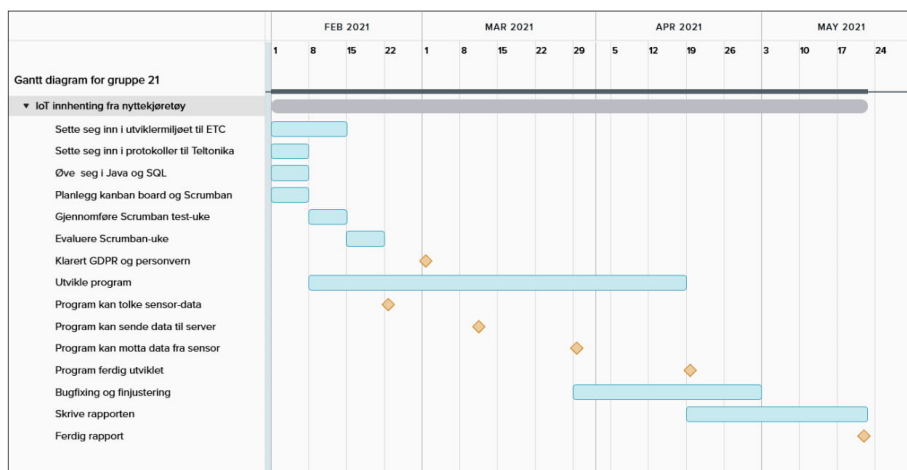 FEB 2021 MAR 2021 APR 2021 MAY 2021
1 8 15 22 1 8 15 22 29 5 12 19 26 3 10 17 24
Gantt diagram for gruppe 21
IoT innhenting fra nyttekjøretøy
Sette seg inn i utviklermiljøet til ETC
Sette seg inn i protokoller til Teltonika
Øve seg i Java og SQL
Planlegg kanban board og Scrumban
Gjennomføre Scrumban test-uke
Evaluere Scrumban-uke
Klarert GDPR og personvern
Utvikle program
Program kan tolke sensor-data
Program kan sende data til server
Program kan motta data fra sensor
Program ferdig utviklet
Bugfixing og finjustering
Skrive rapporten
Ferdig rapport